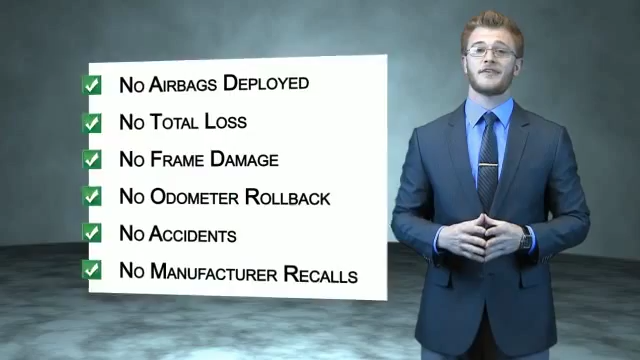 No Airbags Deployed
No Total Loss
No Frame Damage
No Odometer Rollback
No Accidents
No Manufacturer Recalls